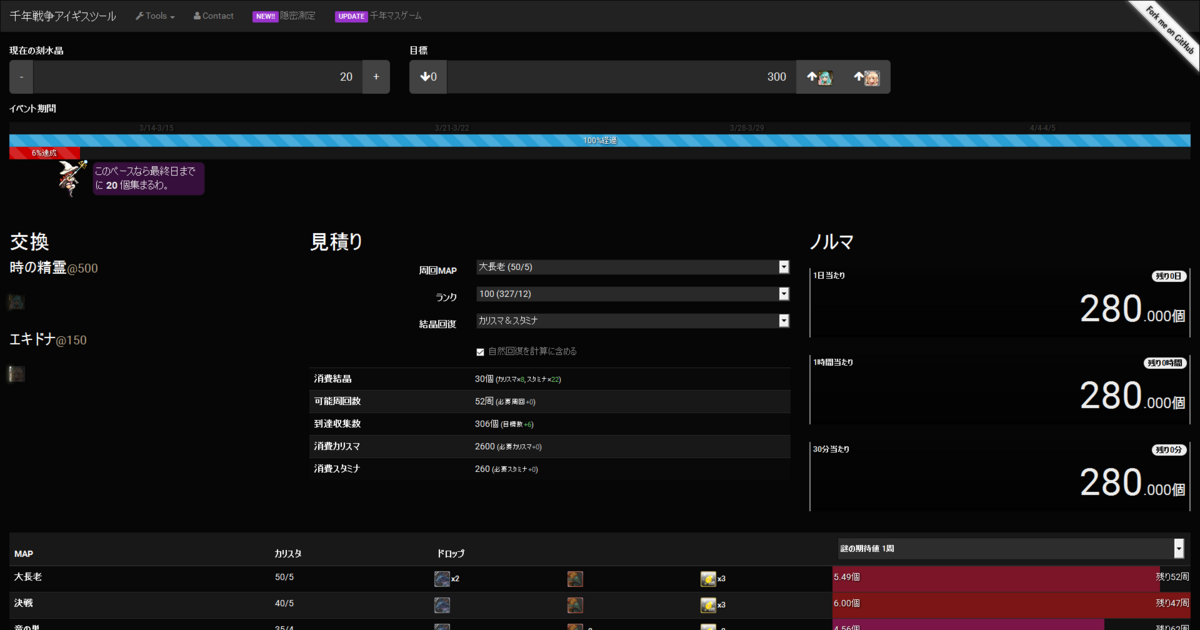 千年戦争アイギスツール Tools Contact NEW!! 隠密測定 UPDATE 千年マスゲーム
Fork me on GitHub
現在の刻水晶
- 20 +
目標
0 300
イベント期間
3/14-3/15 3/21-3/22 3/28-3/29 4/4-4/5
100%経過
6%達成
このペースなら最終日まで
に 20 個集まるわ。
交換
時の精霊@500
エキドナ@150
見積り
周回MAP 大長老 (50/5)
ランク 100 (327/12)
結晶回復 カリスマ＆スタミナ
自然回復を計算に含める
消費結晶 30個 (カリスマ×8,スタミナ×22)
可能周回数 52周 (必要周回+0)
到達収集数 306個 (目標数+6)
消費カリスマ 2600 (必要カリスマ+0)
消費スタミナ 260 (必要スタミナ+0)
ノルマ
1日当たり 残り0日
280.000個
1時間当たり 残り0時間
280.000個
30分当たり 残り0分
280.000個
MAP カリスタ ドロップ 謎の期待値 1周
大長老 50/5 x2 x3 5.49個 残り52周
決戦 40/5 x3 6.00個 残り47周
竜の巣 35/4 4.56個 残り62周